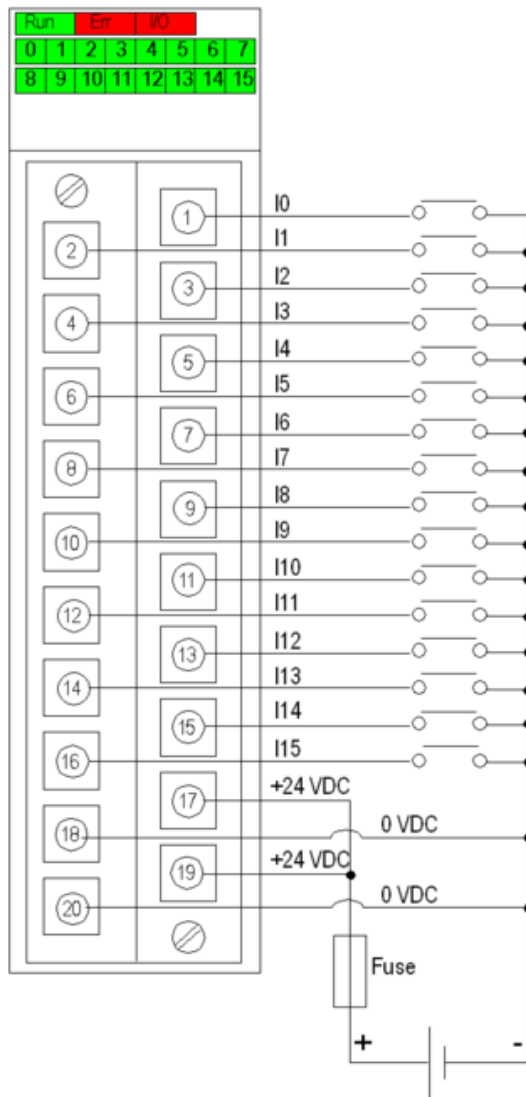 Run Err I/O
0 1 2 3 4 5 6 7
8 9 10 11 12 13 14 15
1 I0
2 I1
3 I2
4 I3
5 I4
6 I5
7 I6
8 I7
9 I8
10 I9
11 I10
12 I11
13 I12
14 I13
15 I14
16 I15
17 +24 VDC
18 0 VDC
19 +24 VDC
20 0 VDC
Fuse
+ -